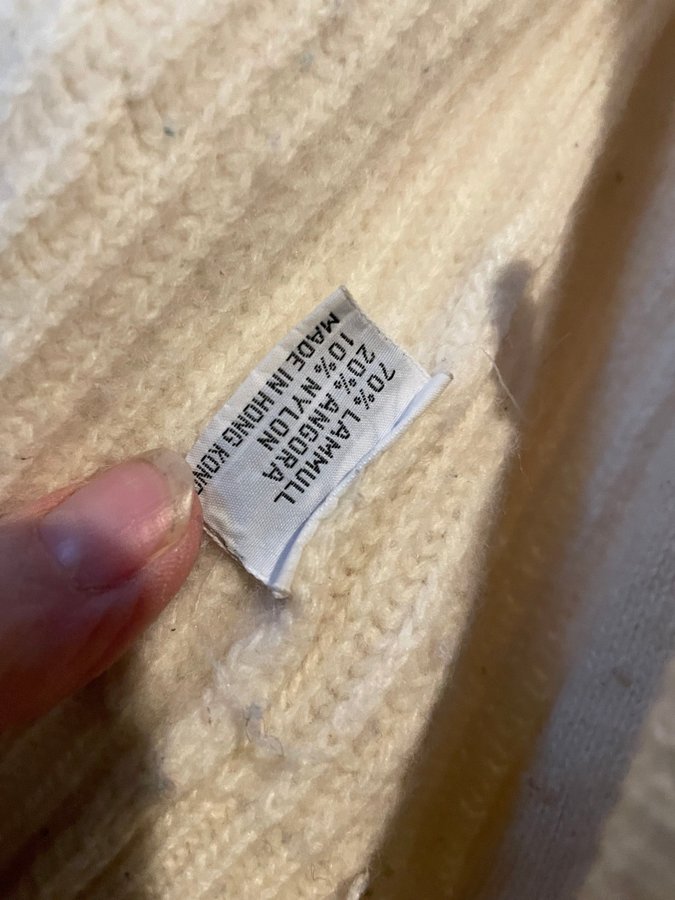 70% LAMMULL
20% ANGORA
10% NYLON
MADE IN HONG KONG